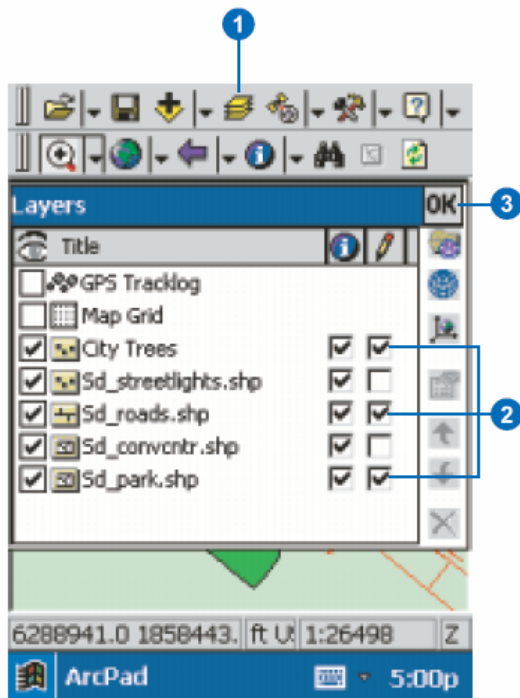 1
Layers OK 3
Title
GPS Tracklog
Map Grid
City Trees
Sd_streetlights.shp
Sd_roads.shp 2
Sd_convcntr.shp
Sd_park.shp
6288941.0 1858443. ft U 1:26498 Z
ArcPad 5:00p